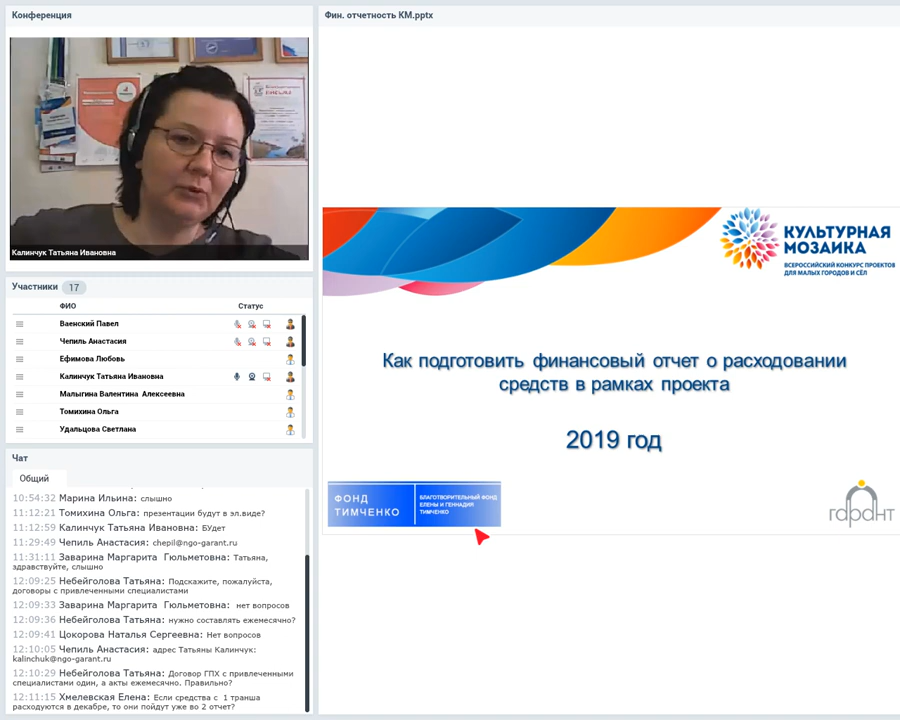 Конференция
Калинчук Татьяна Ивановна
Участники 17
ФИО Статус
Ваенский Павел
Чепиль Анастасия
Ефимова Любовь
Калинчук Татьяна Ивановна
Малыгина Валентина Алексеевна
Томихина Ольга
Удальцова Светлана
Чат
Общий
10:54:32 Марина Ильина: слышно
11:12:21 Томихина Ольга: презентации будут в эл.виде?
11:12:59 Калинчук Татьяна Ивановна: БУдет
11:29:49 Чепиль Анастасия: chepil@ngo-garant.ru
11:31:11 Заварина Маргарита Гюльметовна: Татьяна,
здравствуйте, слышно
12:09:25 Небейголова Татьяна: Подскажите, пожалуйста,
договоры с привлеченными специалистами
12:09:33 Заварина Маргарита Гюльметовна: нет вопросов
12:09:36 Небейголова Татьяна: нужно составлять ежемесячно?
12:09:41 Цокорова Наталья Сергеевна: Нет вопросов
12:10:05 Чепиль Анастасия: адрес Татьяны Калинчук:
kalinchuk@ngo-garant.ru
12:10:29 Небейголова Татьяна: Договор ГПХ с привлеченными
специалистами один, а акты ежемесячно. Правильно?
12:11:15 Хмелевская Елена: Если средства с 1 транша
расходуются в декабре, то они пойдут уже во 2 отчет?
Фин. отчетность КМ.pptx
КУЛЬТУРНАЯ
МОЗАИКА
ВСЕРОССИЙСКИЙ КОНКУРС ПРОЕКТОВ
ДЛЯ МАЛЫХ ГОРОДОВ И СЁЛ
Как подготовить финансовый отчет о расходовании
средств в рамках проекта
2019 год
ФОНД
ТИМЧЕНКО
БЛАГОТВОРИТЕЛЬНЫЙ ФОНД
ЕЛЕНЫ И ГЕННАДИЯ
ТИМЧЕНКО
гарант